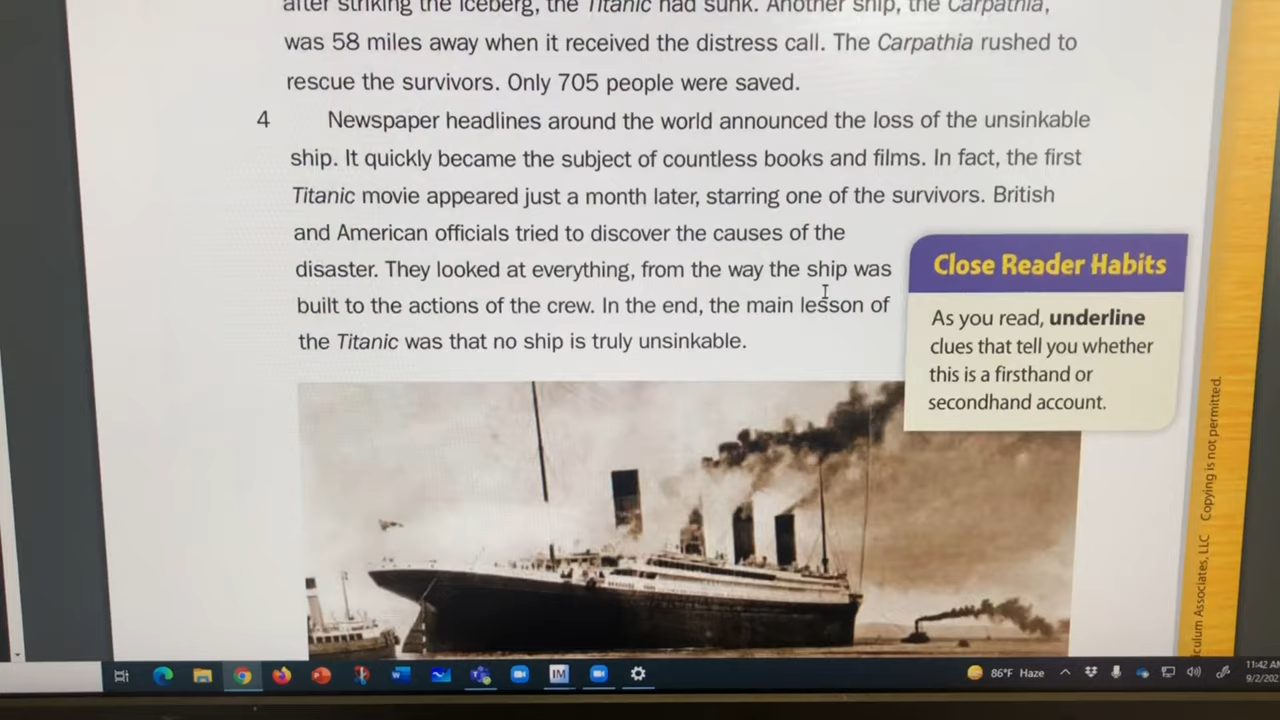 after striking the iceberg, the Titanic had sunk. Another ship, the Carpathia,
was 58 miles away when it received the distress call. The Carpathia rushed to
rescue the survivors. Only 705 people were saved.
4 Newspaper headlines around the world announced the loss of the unsinkable
ship. It quickly became the subject of countless books and films. In fact, the first
Titanic movie appeared just a month later, starring one of the survivors. British
and American officials tried to discover the causes of the
disaster. They looked at everything, from the way the ship was
built to the actions of the crew. In the end, the main lesson of
the Titanic was that no ship is truly unsinkable.
Close Reader Habits
As you read, underline
clues that tell you whether
this is a firsthand or
secondhand account.
culum Associates, LLC Copying is not permitted.
IM
86°F Haze
11:42 AM
9/2/202